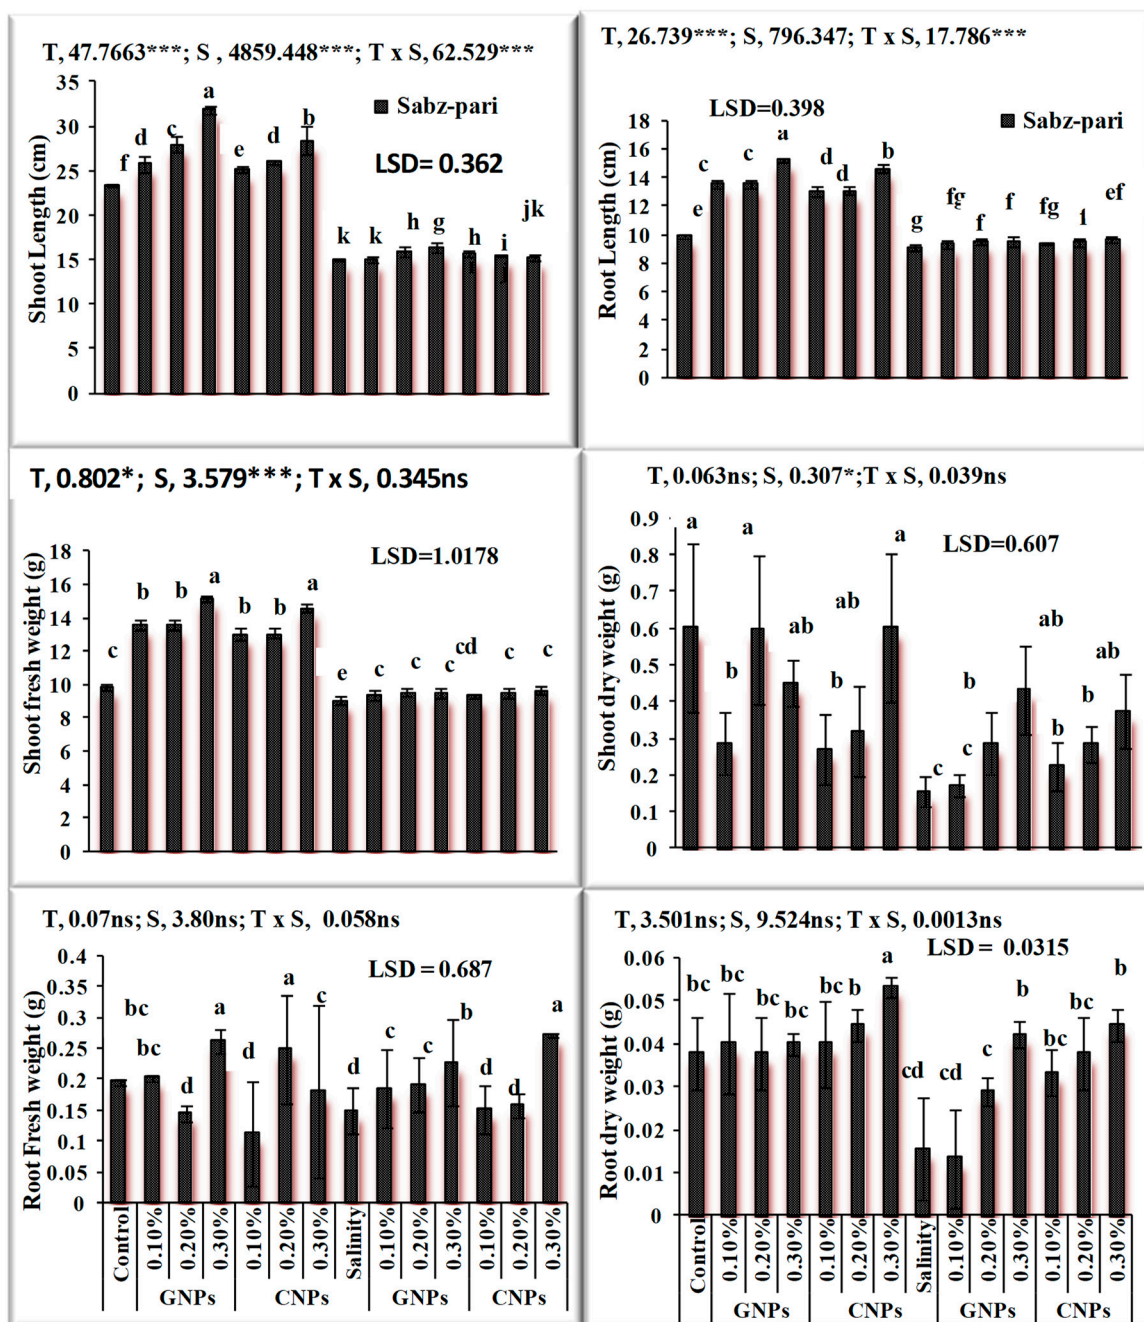 T, 47.7663***; S , 4859.448***; T x S, 62.529***
35
30
25
20
15
10
5
0
Shoot Length (cm)
Sabz-pari
LSD= 0.362
f d c a e d b k k h g h i j jk
T, 26.739***; S, 796.347; T x S, 17.786***
LSD=0.398
Sabz-pari
18
16
14
12
10
8
6
4
2
0
Root Length (cm)
e c c a d d b g fg f f fg f ef
T, 0.802*; S, 3.579***; T x S, 0.345ns
LSD=1.0178
18
16
14
12
10
8
6
4
2
0
Shoot fresh weight (g)
c b b a b b a e c c c cd c c
T, 0.063ns; S, 0.307*;T x S, 0.039ns
LSD=0.607
0.9
0.8
0.7
0.6
0.5
0.4
0.3
0.2
0.1
0
Shoot dry weight (g)
a b a ab b ab a c c b ab b b ab
T, 0.07ns; S, 3.80ns; T x S, 0.058ns
LSD = 0.687
0.4
0.35
0.3
0.25
0.2
0.15
0.1
0.05
0
Root Fresh weight (g)
bc bc d a d a c d c c b d d a
Control
0.10%
0.20%
0.30%
0.10%
0.20%
0.30%
Salinity
0.10%
0.20%
0.30%
0.10%
0.20%
0.30%
GNPs CNPs GNPs CNPs
T, 3.501ns; S, 9.524ns; T x S, 0.0013ns
LSD = 0.0315
0.06
0.05
0.04
0.03
0.02
0.01
0
Root dry weight (g)
bc bc bc bc bc b a cd cd c b bc bc b
Control
0.10%
0.20%
0.30%
0.10%
0.20%
0.30%
Salinity
0.10%
0.20%
0.30%
0.10%
0.20%
0.30%
GNPs CNPs GNPs CNPs